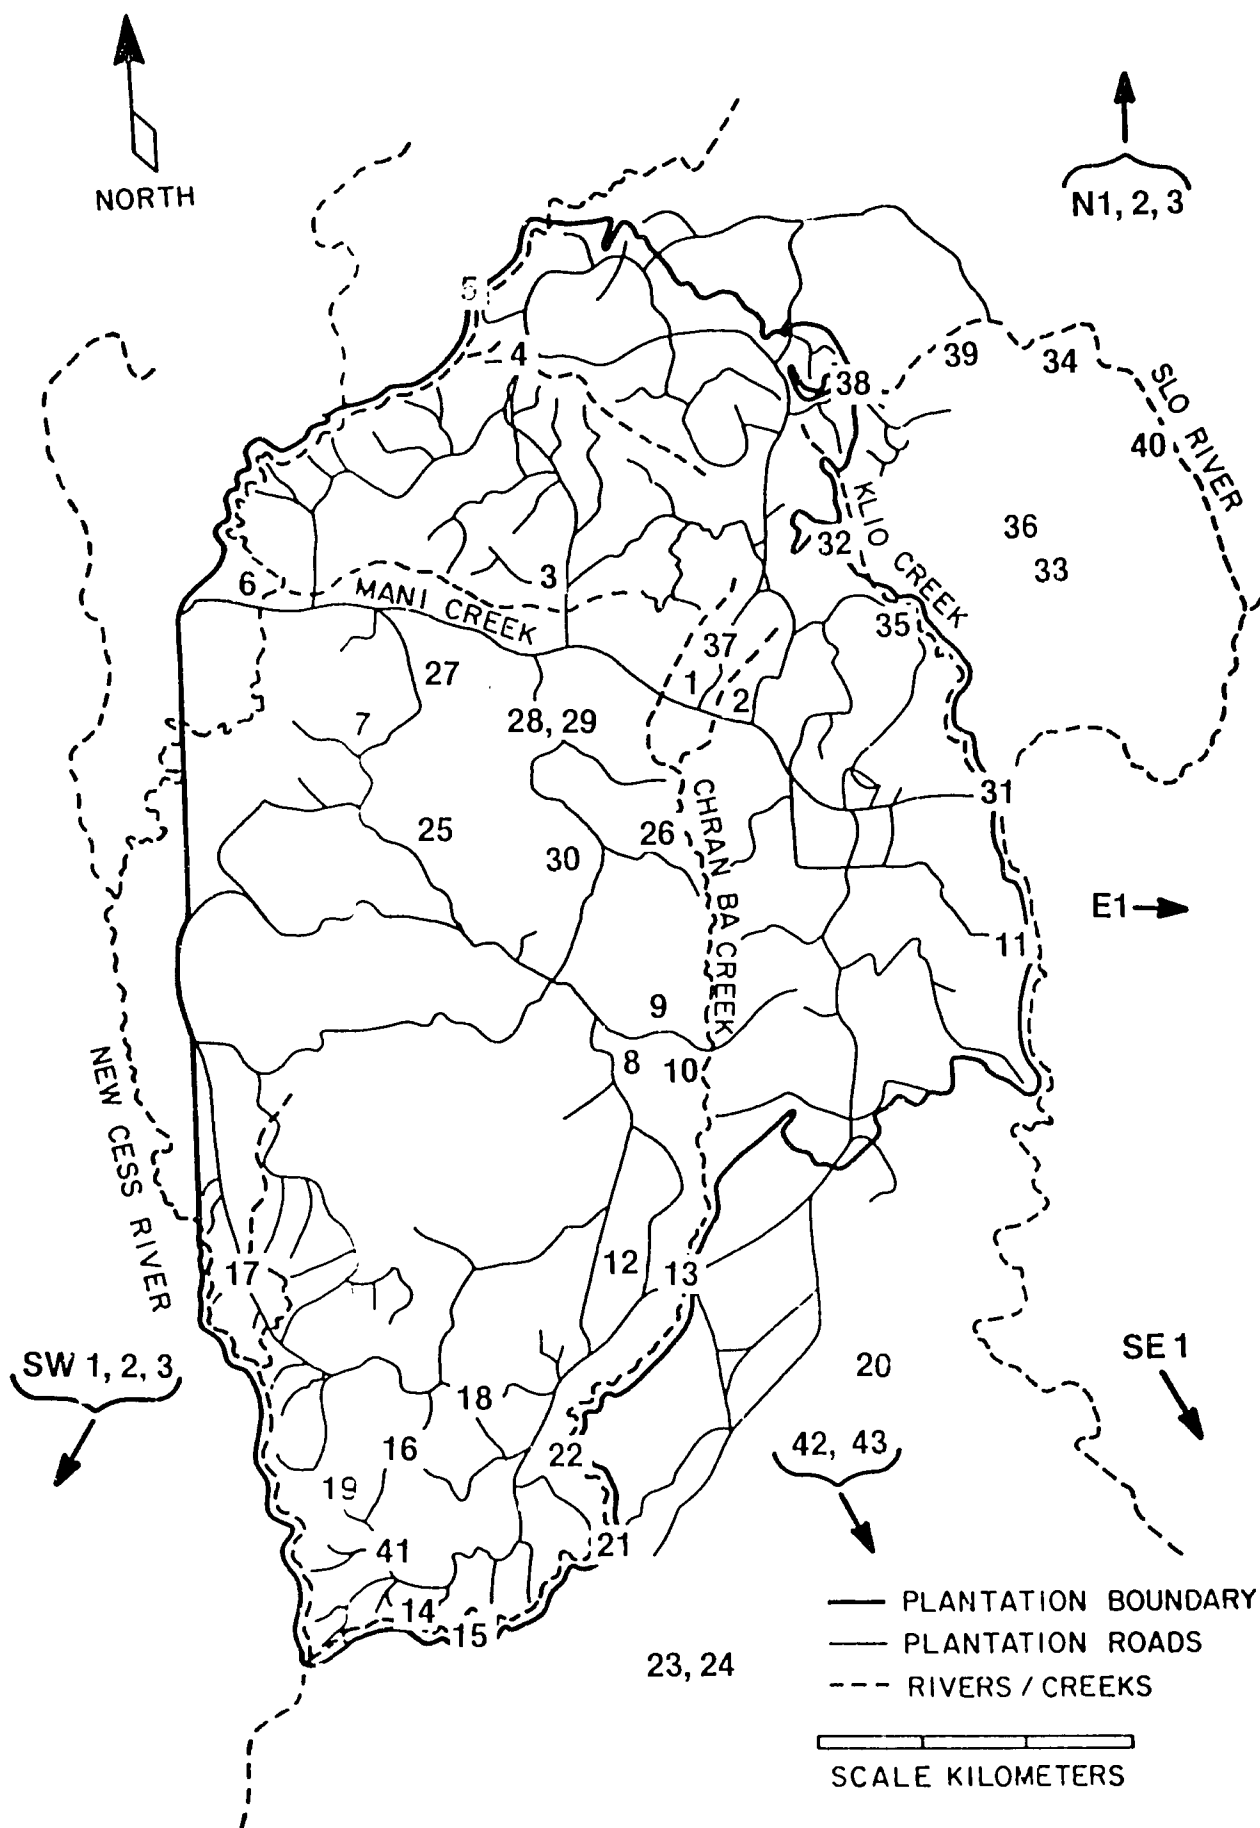 NORTH
N1, 2, 3
5
4
38
39
34
SLO RIVER
40
KLIO CREEK
32
36
33
6
MANI CREEK
3
35
37
27
1
2
7
28, 29
31
CHRAN BA CREEK
25
26
30
E1
11
9
8
10
NEW CESS RIVER
12
13
17
SW 1, 2, 3
SE 1
20
18
16
22
42, 43
19
41
21
14
15
23, 24
PLANTATION BOUNDARY
PLANTATION ROADS
RIVERS / CREEKS
SCALE KILOMETERS